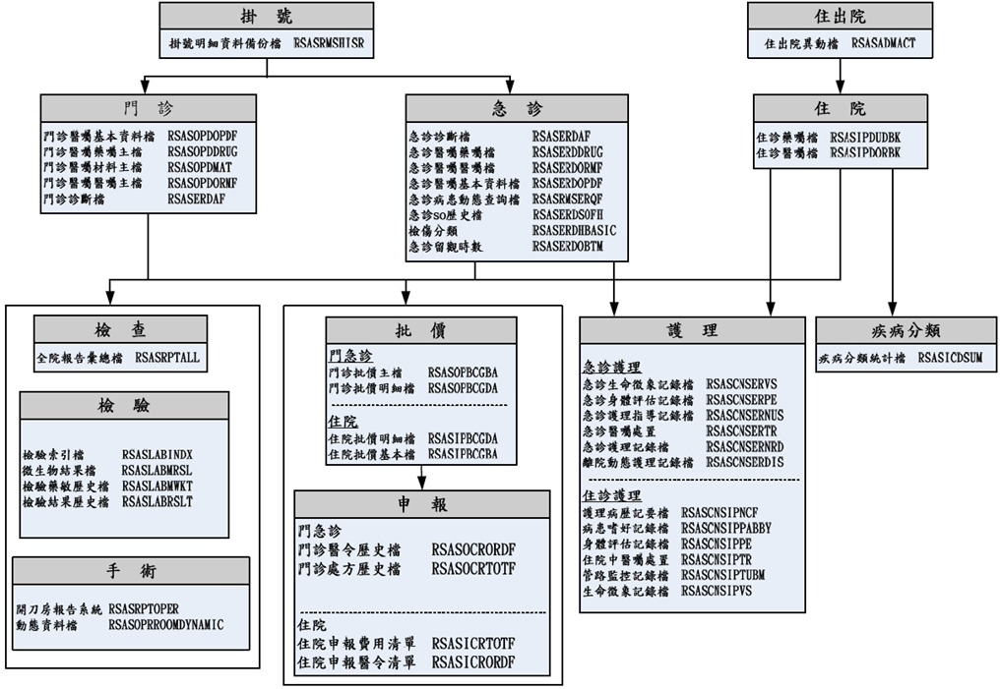 掛 號
掛號明細資料備份檔 RSASRMSHISR
住出院
住出院異動檔 RSASADMACT
門 診
門診醫囑基本資料檔 RSASOPDOPDF
門診醫囑藥囑主檔 RSASOPDDRUG
門診醫囑材料主檔 RSASOPDMAT
門診醫囑醫囑主檔 RSASOPDORMF
門診診斷檔 RSASERDAF
急 診
急診診斷檔 RSASERDAF
急診醫囑藥囑檔 RSASERDDRUG
急診醫囑醫囑檔 RSASERDORMF
急診醫囑基本資料檔 RSASERDOPDF
急診病患動態查詢檔 RSASRMSERQF
急診so歷史檔 RSASERDSOFH
檢傷分類 RSASERDHBASIC
急診留觀時數 RSASERDOBTM
住 院
住診藥囑檔 RSASIPDUDBK
住診醫囑檔 RSASIPDORBK
檢 查
全院報告彙總檔 RSASRPTALL
檢 驗
檢驗索引檔 RSASLABINDX
微生物結果檔 RSASLABMRSL
檢驗藥敏歷史檔 RSASLABMWKT
檢驗結果歷史檔 RSASLABRSLT
手 術
開刀房報告系統 RSASRPTOPER
動態資料檔 RSASOPRROOMDYNAMIC
批 價
門急診
門診批價主檔 RSASOPBCGBA
門診批價明細檔 RSASOPBCGDA
住院
住院批價明細檔 RSASIPBCGDA
住院批價基本檔 RSASIPBCGBA
申 報
門急診
門診醫令歷史檔 RSASOCRORDF
門診處方歷史檔 RSASOCRTOTF
住院
住院申報費用清單 RSASICRTOTF
住院申報醫令清單 RSASICRORDF
護 理
急診護理
急診生命徵象記錄檔 RSASCNSERVS
急診身體評估記錄檔 RSASCNSERPE
急診護理指導記錄檔 RSASCNSERNUS
急診醫囑處置 RSASCNSERTR
急診護理記錄檔 RSASCNSERNRD
離院動態護理記錄檔 RSASCNSERDIS
住診護理
護理病歷記要檔 RSASCNSIPNCF
病患嗜好記錄檔 RSASCNSIPPABBY
身體評估記錄檔 RSASCNSIPPE
住院中醫囑處置 RSASCNSIPTR
管路監控記錄檔 RSASCNSIPTUBM
生命徵象記錄檔 RSASCNSIPVS
疾病分類
疾病分類統計檔 RSASICDSUM